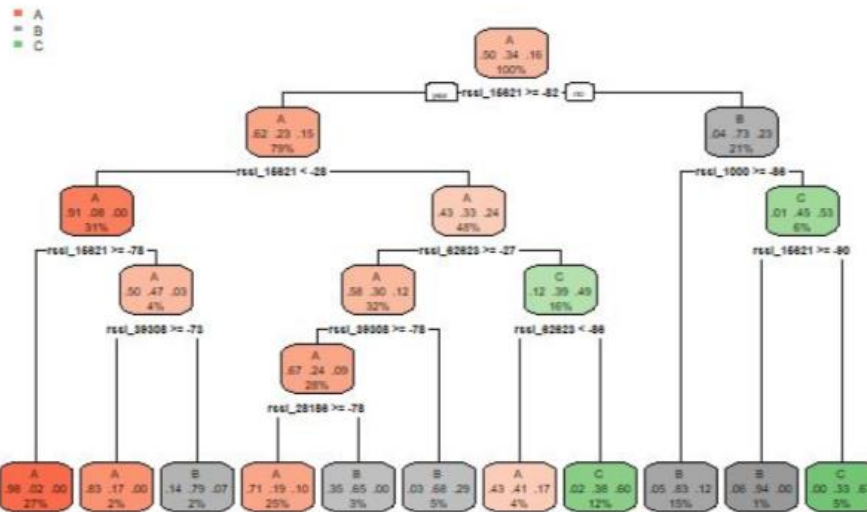 A
B
C
A
.50 .34 .16
100%
yes rssi_15621 >= -82 no
A
.62 .23 .15
79%
B
.04 .73 .23
21%
rssi_15621 < -28
rssi_1000 >= -86
A
.91 .08 .00
31%
A
.43 .33 .24
48%
C
.01 .45 .53
6%
rssi_15621 >= -78
rssi_62623 >= -27
rssi_15621 >= -90
A
.50 .47 .03
4%
A
.58 .30 .12
32%
C
.12 .39 .49
16%
rssi_39308 >= -73
rssi_39308 >= -78
rssi_62623 < -86
A
.67 .24 .09
28%
rssi_28186 >= -78
A
.98 .02 .00
27%
A
.83 .17 .00
2%
B
.14 .79 .07
2%
A
.71 .19 .10
25%
B
.35 .65 .00
3%
B
.03 .68 .29
5%
A
.43 .41 .17
4%
C
.02 .38 .60
12%
B
.05 .83 .12
15%
B
.06 .94 .00
1%
C
.00 .33
5%